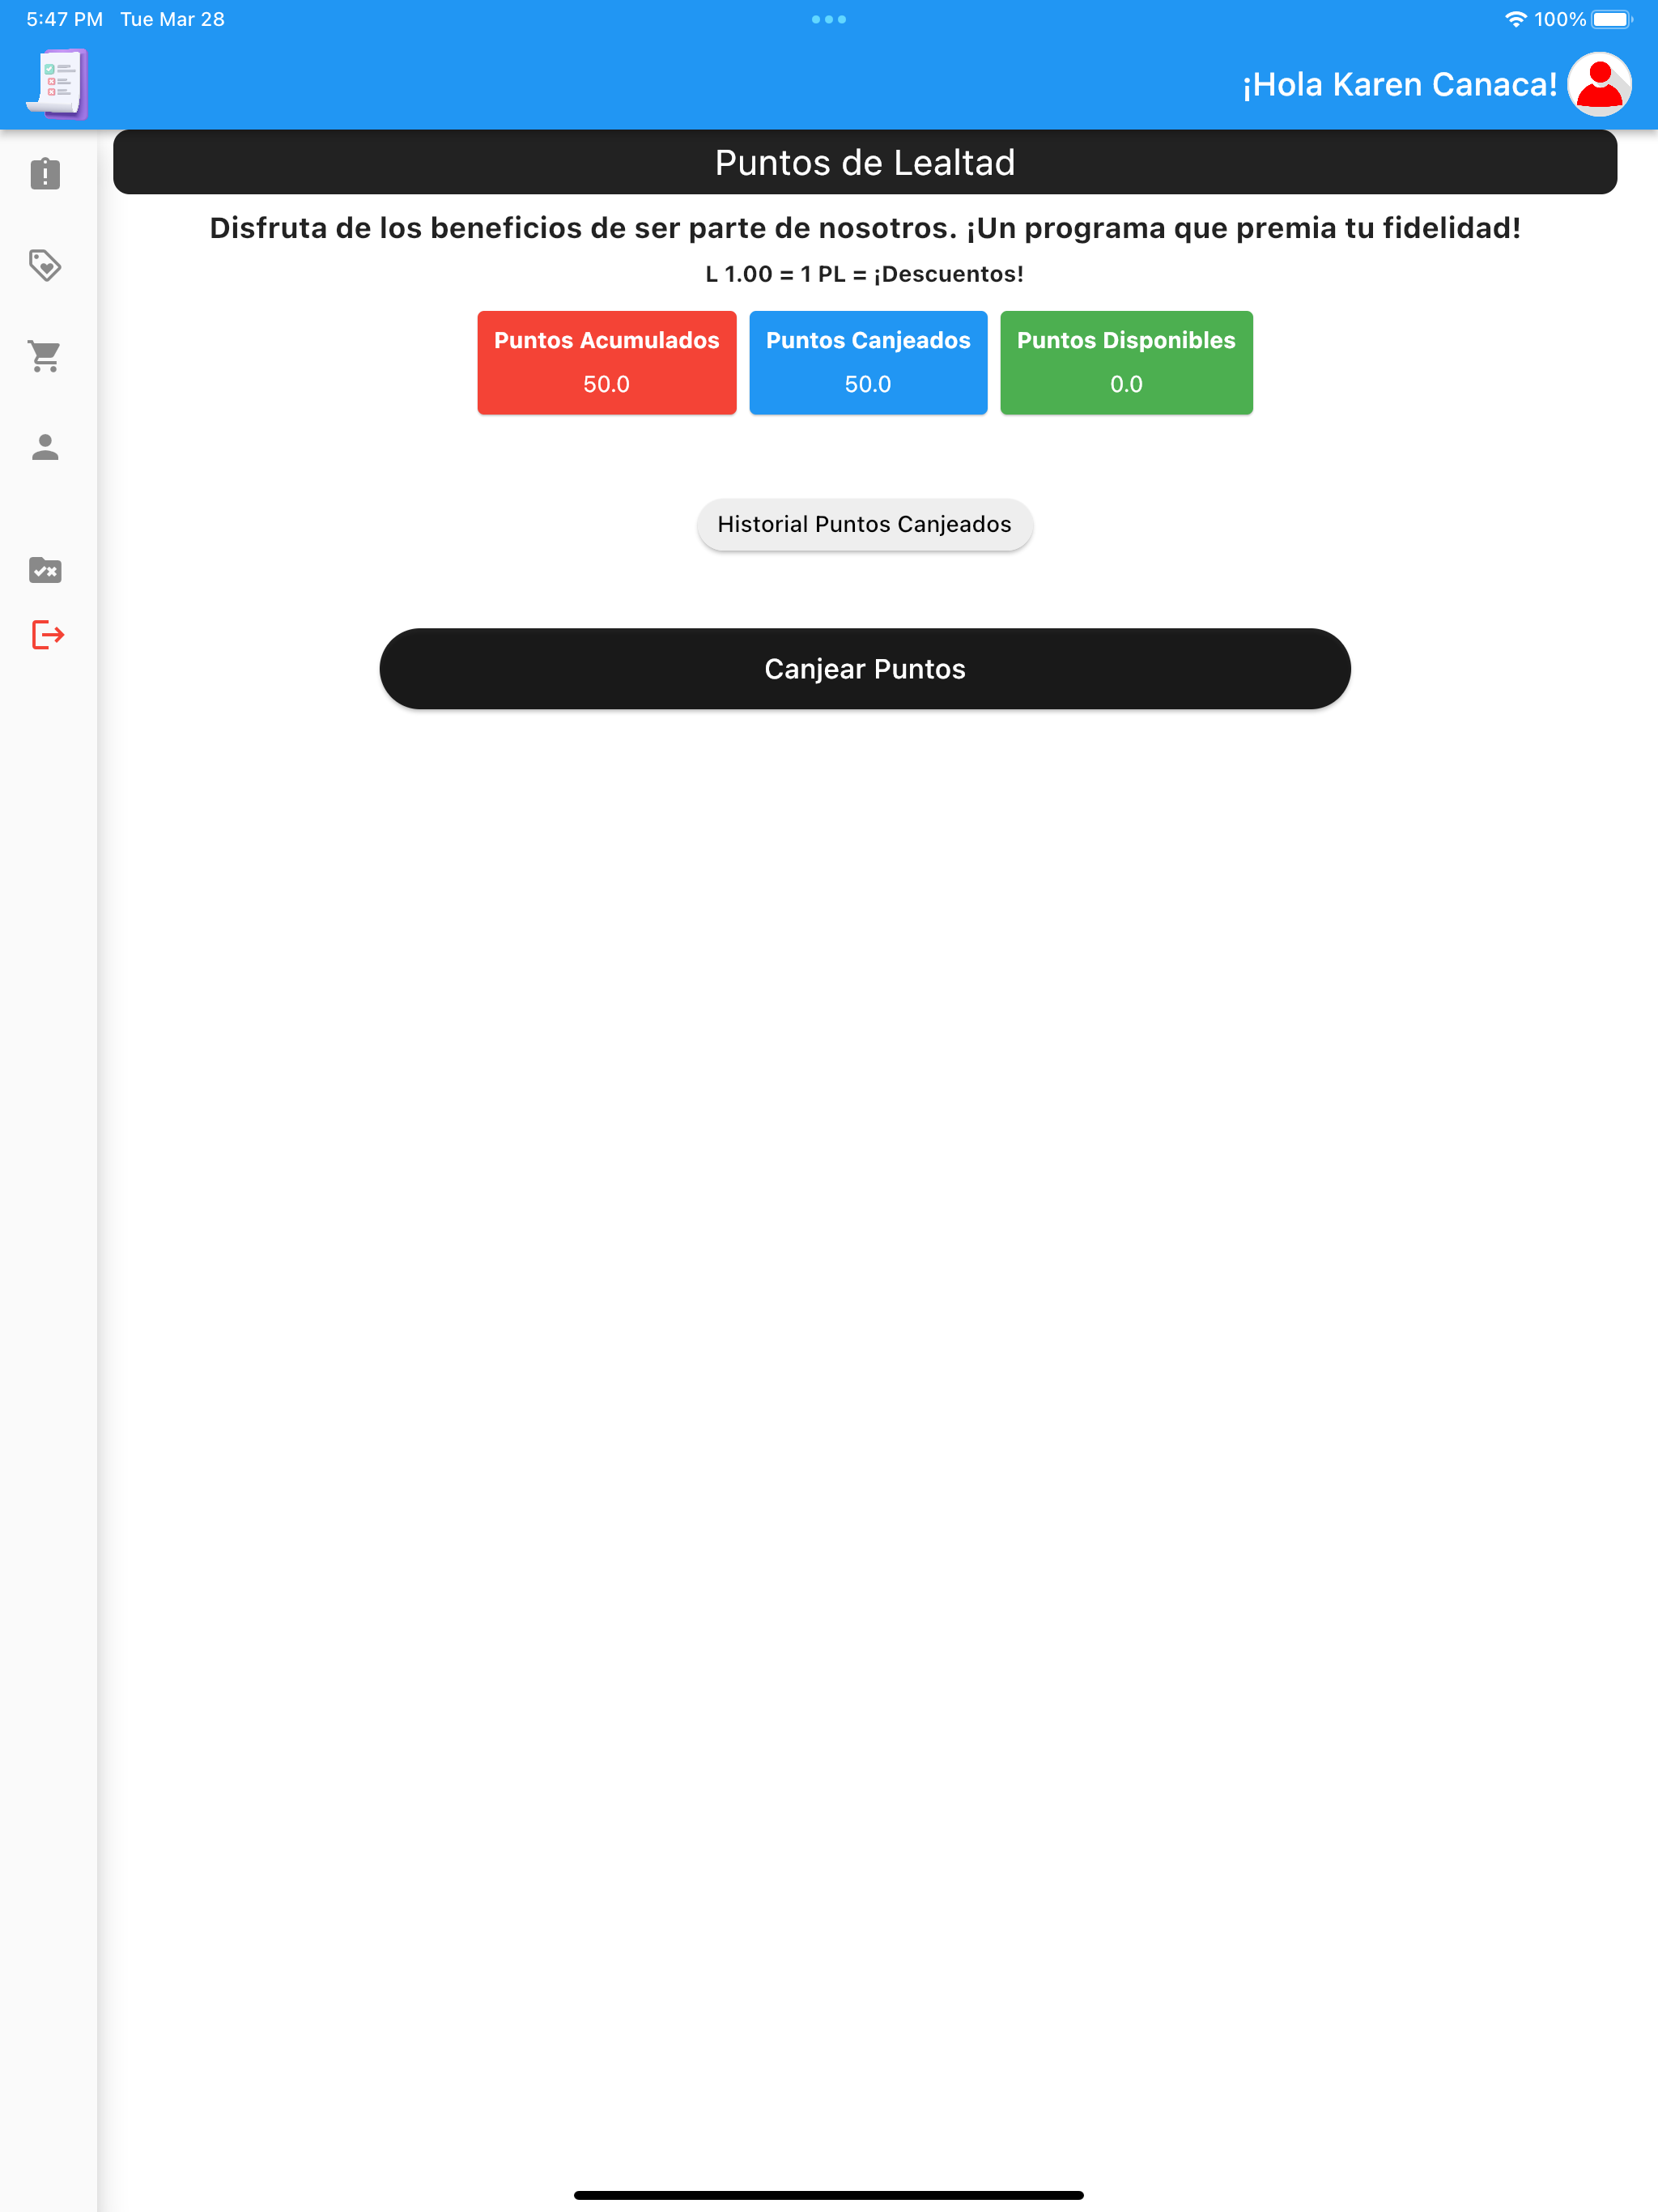 5:47 PM Tue Mar 28
100%
¡Hola Karen Canaca!
Puntos de Lealtad
Disfruta de los beneficios de ser parte de nosotros. ¡Un programa que premia tu fidelidad!
L 1.00 = 1 PL = ¡Descuentos!
Puntos Acumulados
50.0
Puntos Canjeados
50.0
Puntos Disponibles
0.0
Historial Puntos Canjeados
Canjear Puntos